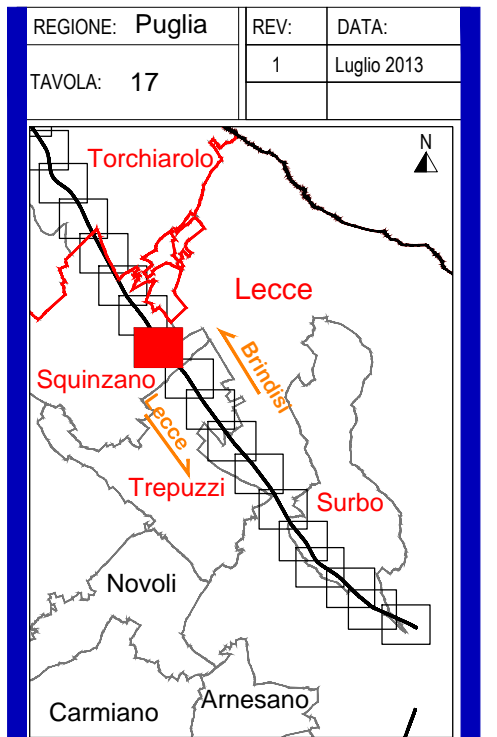 REGIONE: Puglia
REV:
DATA:
TAVOLA: 17
1
Luglio 2013
Torchiarolo
N
Lecce
Brindisi
Squinzano
Lecce
Trepuzzi
Surbo
Novoli
Arnesano
Carmiano